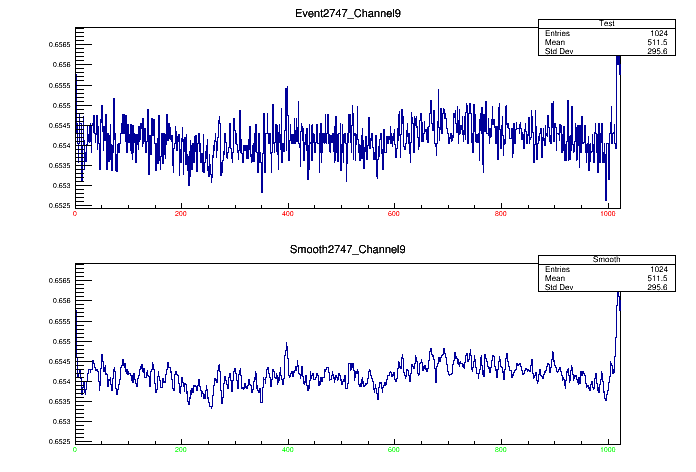 Event2747_Channel9
Test
Entries 1024
Mean 511.5
Std Dev 295.6
0.6565
0.656
0.6555
0.655
0.6545
0.654
0.6535
0.653
0.6525
0 200 400 600 800 1000
Smooth2747_Channel9
Smooth
Entries 1024
Mean 511.5
Std Dev 295.6
0.6565
0.656
0.6555
0.655
0.6545
0.654
0.6535
0.653
0.6525
0 200 400 600 800 1000